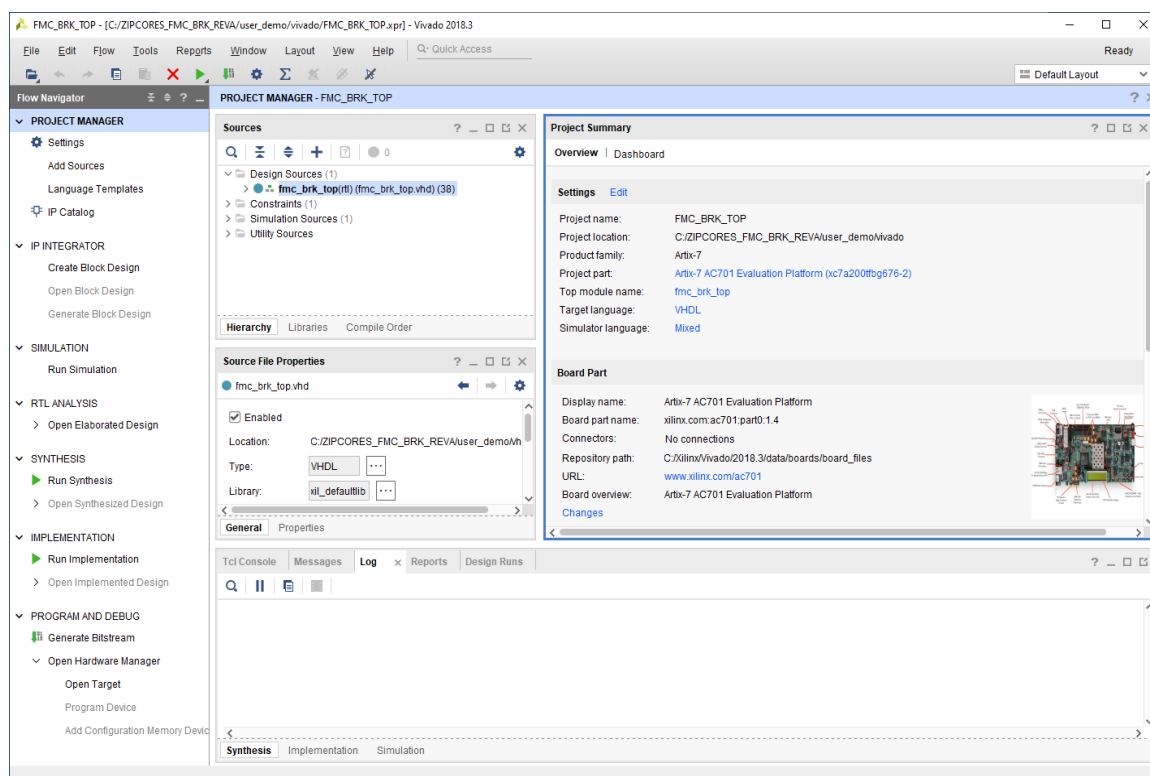 FMC_BRK_TOP - [C:/ZIPCORES_FMC_BRK_REVA/user_demo/vivado/FMC_BRK_TOP.xpr] - Vivado 2018.3
File Edit Flow Tools Reports Window Layout View Help Quick Access Ready
Default Layout
Flow Navigator
PROJECT MANAGER
Settings
Add Sources
Language Templates
IP Catalog
IP INTEGRATOR
Create Block Design
Open Block Design
Generate Block Design
SIMULATION
Run Simulation
RTL ANALYSIS
Open Elaborated Design
SYNTHESIS
Run Synthesis
Open Synthesized Design
IMPLEMENTATION
Run Implementation
Open Implemented Design
PROGRAM AND DEBUG
Generate Bitstream
Open Hardware Manager
Open Target
Program Device
Add Configuration Memory Devic
PROJECT MANAGER - FMC_BRK_TOP
Sources
0
Design Sources (1)
fmc_brk_top(rtl) (fmc_brk_top.vhd) (38)
Constraints (1)
Simulation Sources (1)
Utility Sources
Hierarchy Libraries Compile Order
Source File Properties
fmc_brk_top.vhd
Enabled
Location: C:/ZIPCORES_FMC_BRK_REVA/user_demo/vh
Type: VHDL ...
Library: xil_defaultlib ...
General Properties
Project Summary
Overview | Dashboard
Settings Edit
Project name: FMC_BRK_TOP
Project location: C:/ZIPCORES_FMC_BRK_REVA/user_demo/vivado
Product family: Artix-7
Project part: Artix-7 AC701 Evaluation Platform (xc7a200tfbg676-2)
Top module name: fmc_brk_top
Target language: VHDL
Simulator language: Mixed
Board Part
Display name: Artix-7 AC701 Evaluation Platform
Board part name: xilinx.com:ac701:part0:1.4
Connectors: No connections
Repository path: C:/Xilinx/Vivado/2018.3/data/boards/board_files
URL: www.xilinx.com/ac701
Board overview: Artix-7 AC701 Evaluation Platform
Changes
Tcl Console Messages Log Reports Design Runs
Synthesis Implementation Simulation